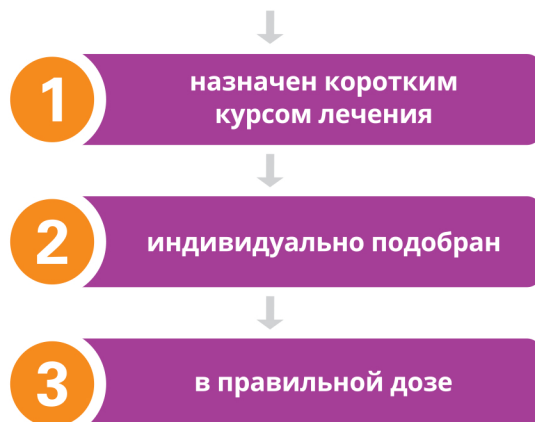 1
назначен коротким
курсом лечения
2
индивидуально подобран
3
в правильной дозе